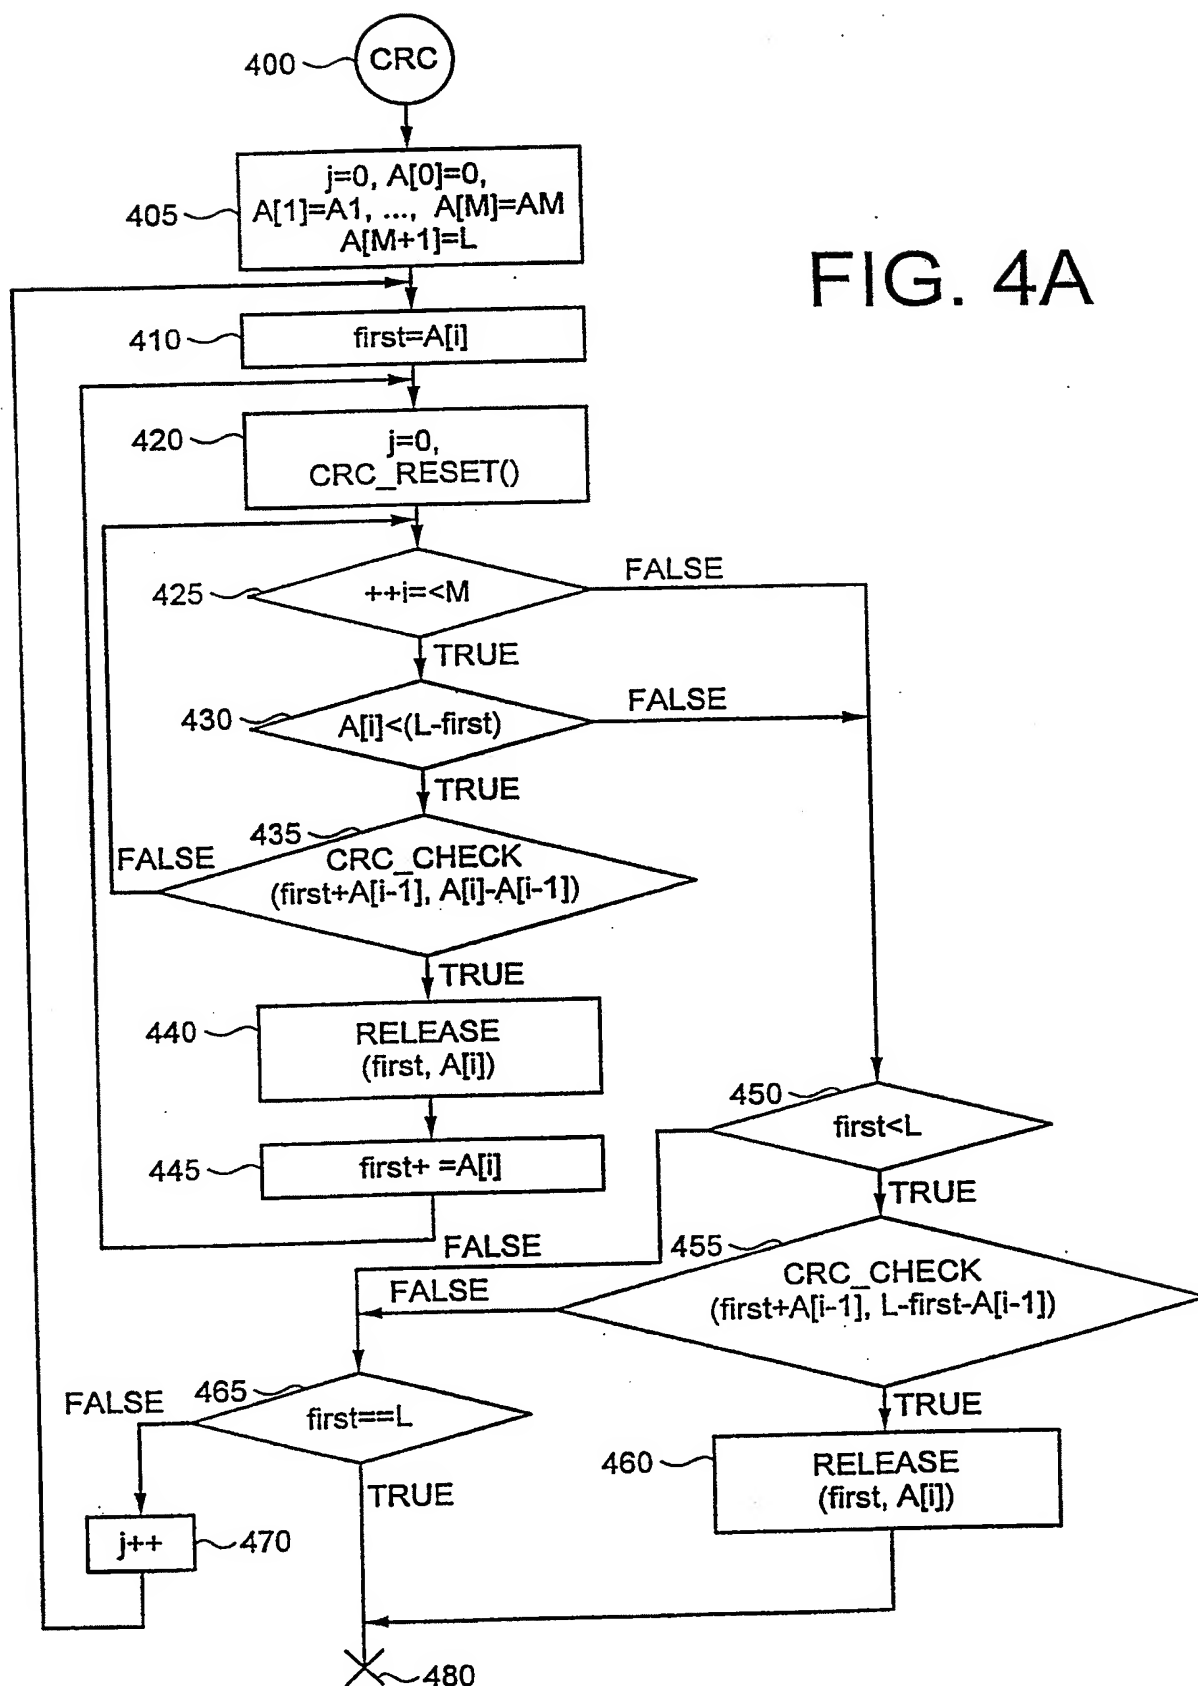 400 CRC
j=0, A[0]=0,
405 A[1]=A1, ..., A[M]=AM
A[M+1]=L
FIG. 4A
410 first=A[i]
420 j=0,
CRC_RESET()
425 ++i=<M FALSE
TRUE
430 A[i]<(L-first) FALSE
TRUE
435
FALSE CRC_CHECK
(first+A[i-1], A[i]-A[i-1])
TRUE
440 RELEASE
(first, A[i])
450 first<L
445 first+ =A[i]
TRUE
FALSE
455 CRC_CHECK
FALSE (first+A[i-1], L-first-A[i-1])
465
FALSE first==L
TRUE
460 RELEASE
(first, A[i])
TRUE
j++ 470
480